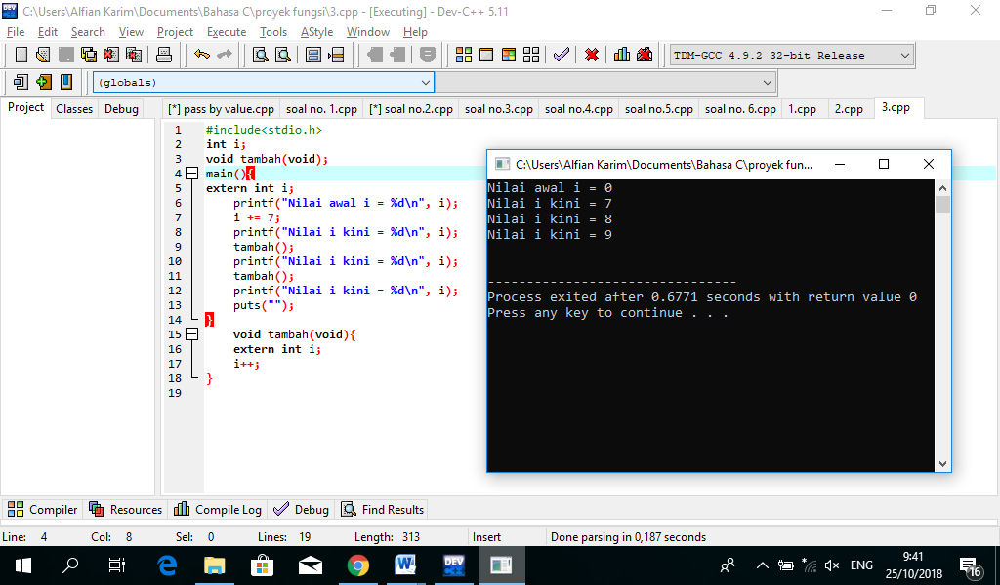 C:\Users\Alfian Karim\Documents\Bahasa C\proyek fungsi\3.cpp - [Executing] - Dev-C++ 5.11
File Edit Search View Project Execute Tools AStyle Window Help
TDM-GCC 4.9.2 32-bit Release
(globals)
Project Classes Debug
[*] pass by value.cpp soal no. 1.cpp [*] soal no.2.cpp soal no.3.cpp soal no.4.cpp soal no.5.cpp soal no. 6.cpp 1.cpp 2.cpp 3.cpp
1 #include<stdio.h>
2 int i;
3 void tambah(void);
4 main(){
5 extern int i;
6 printf("Nilai awal i = %d\n", i);
7 i += 7;
8 printf("Nilai i kini = %d\n", i);
9 tambah();
10 printf("Nilai i kini = %d\n", i);
11 tambah();
12 printf("Nilai i kini = %d\n", i);
13 puts("");
14 }
15 void tambah(void){
16 extern int i;
17 i++;
18 }
19
C:\Users\Alfian Karim\Documents\Bahasa C\proyek fun...
Nilai awal i = 0
Nilai i kini = 7
Nilai i kini = 8
Nilai i kini = 9
--------------------------------
Process exited after 0.6771 seconds with return value 0
Press any key to continue . . .
Compiler Resources Compile Log Debug Find Results
Line: 4 Col: 8 Sel: 0 Lines: 19 Length: 313 Insert Done parsing in 0,187 seconds
DEV
ENG
9:41
25/10/2018
16